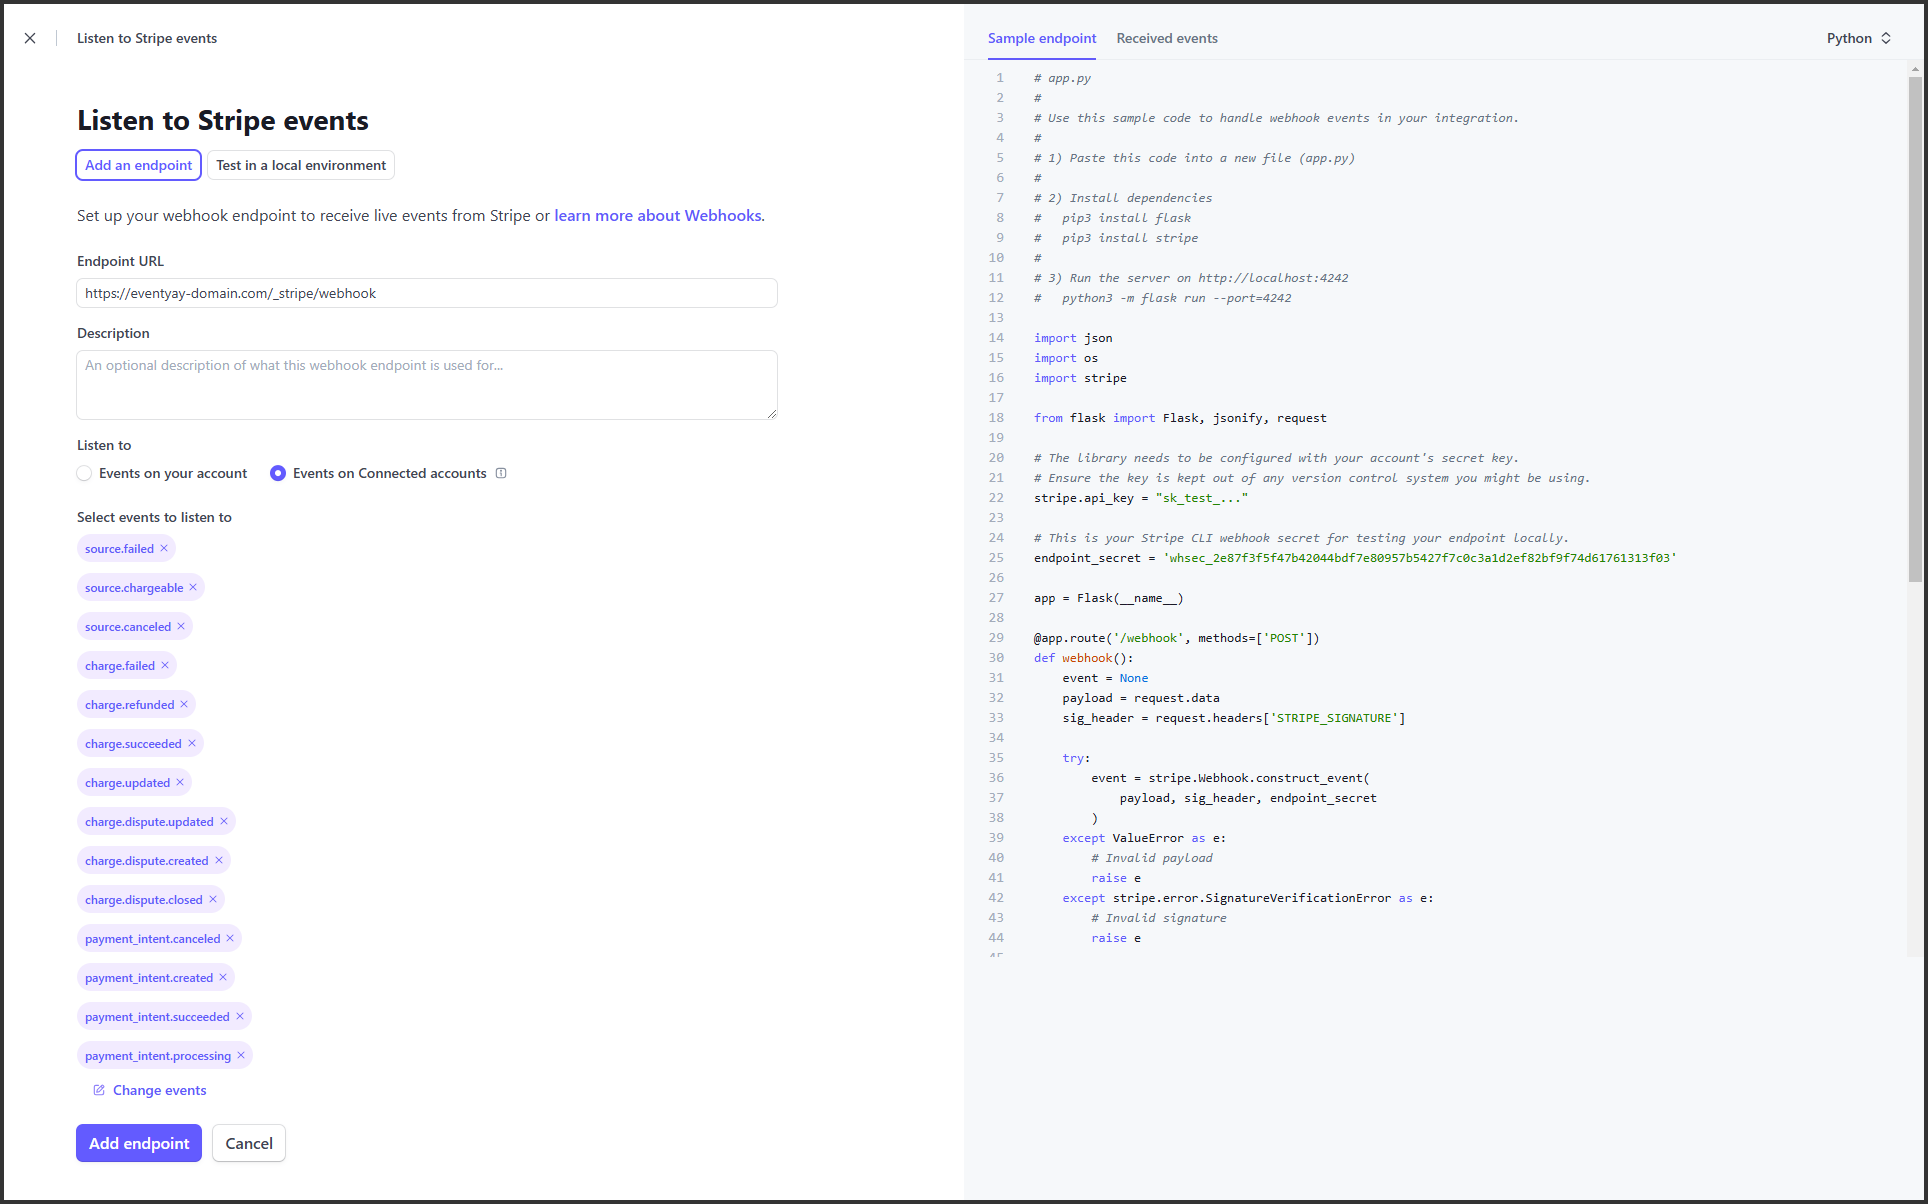 Listen to Stripe events
Listen to Stripe events
Add an endpoint
Test in a local environment
Set up your webhook endpoint to receive live events from Stripe or learn more about Webhooks.
Endpoint URL
https://eventyay-domain.com/_stripe/webhook
Description
An optional description of what this webhook endpoint is used for...
Listen to
Events on your account
Events on Connected accounts
Select events to listen to
source.failed
source.chargeable
source.canceled
charge.failed
charge.refunded
charge.succeeded
charge.updated
charge.dispute.updated
charge.dispute.created
charge.dispute.closed
payment_intent.canceled
payment_intent.created
payment_intent.succeeded
payment_intent.processing
Change events
Add endpoint
Cancel
Sample endpoint
Received events
Python
1 # app.py
2 #
3 # Use this sample code to handle webhook events in your integration.
4 #
5 # 1) Paste this code into a new file (app.py)
6 #
7 # 2) Install dependencies
8 #   pip3 install flask
9 #   pip3 install stripe
10 #
11 # 3) Run the server on http://localhost:4242
12 #   python3 -m flask run --port=4242
13
14 import json
15 import os
16 import stripe
17
18 from flask import Flask, jsonify, request
19
20 # The library needs to be configured with your account's secret key.
21 # Ensure the key is kept out of any version control system you might be using.
22 stripe.api_key = "sk_test_..."
23
24 # This is your Stripe CLI webhook secret for testing your endpoint locally.
25 endpoint_secret = 'whsec_2e87f3f5f47b42044bdf7e80957b5427f7c0c3a1d2ef82bf9f74d61761313f03'
26
27 app = Flask(__name__)
28
29 @app.route('/webhook', methods=['POST'])
30 def webhook():
31     event = None
32     payload = request.data
33     sig_header = request.headers['STRIPE_SIGNATURE']
34
35     try:
36         event = stripe.Webhook.construct_event(
37             payload, sig_header, endpoint_secret
38         )
39     except ValueError as e:
40         # Invalid payload
41         raise e
42     except stripe.error.SignatureVerificationError as e:
43         # Invalid signature
44         raise e
45